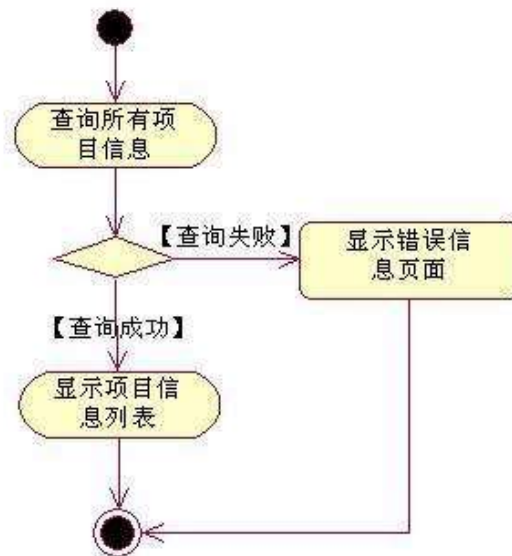 查询所有项
目信息
【查询失败】
显示错误信
息页面
【查询成功】
显示项目信
息列表